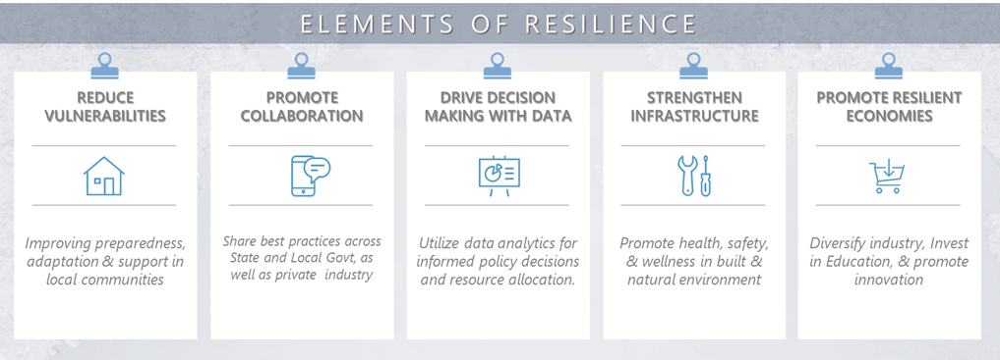 ELEMENTS OF RESILIENCE
REDUCE
VULNERABILITIES
Improving preparedness,
adaptation & support in
local communities
PROMOTE
COLLABORATION
Share best practices across
State and Local Govt, as
well as private industry
DRIVE DECISION
MAKING WITH DATA
Utilize data analytics for
informed policy decisions
and resource allocation.
STRENGTHEN
INFRASTRUCTURE
Promote health, safety,
& wellness in built &
natural environment
PROMOTE RESILIENT
ECONOMIES
Diversify industry, Invest
in Education, & promote
innovation